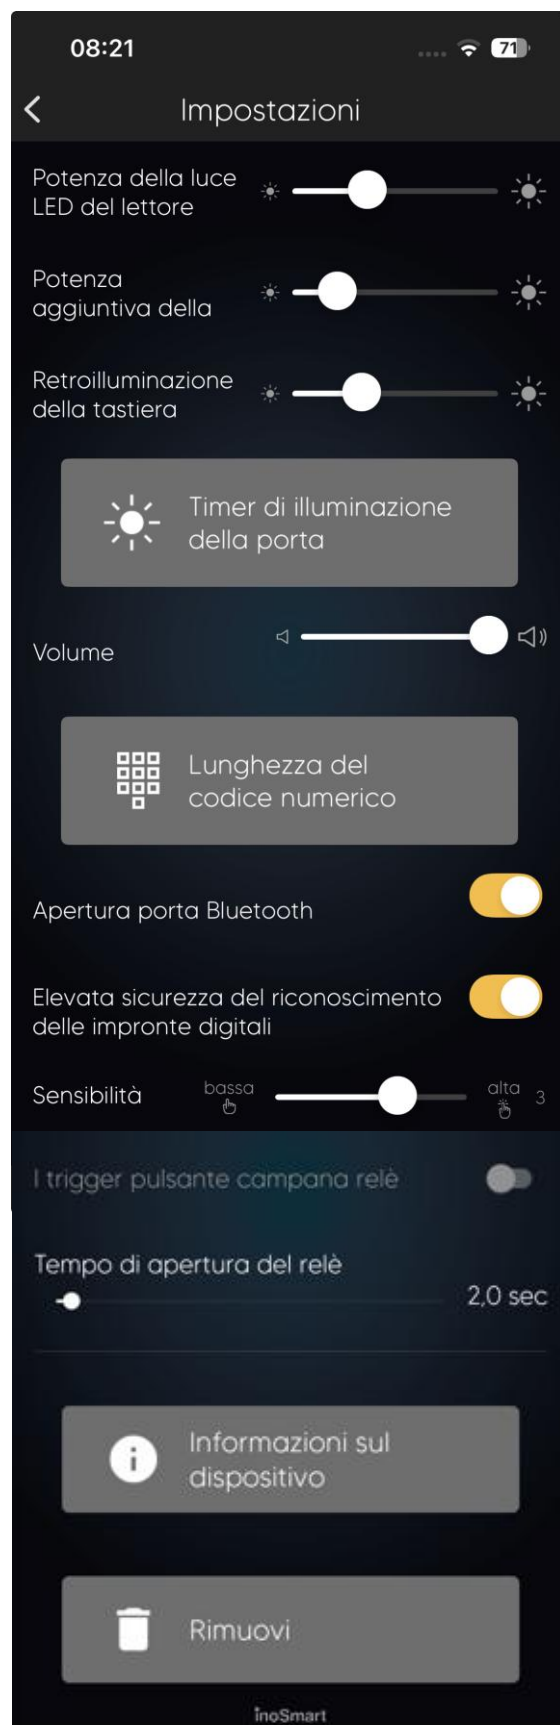 08:21
71
Impostazioni
Potenza della luce
LED del lettore
Potenza
aggiuntiva della
Retroilluminazione
della tastiera
Timer di illuminazione
della porta
Volume
Lunghezza del
codice numerico
Apertura porta Bluetooth
Elevata sicurezza del riconoscimento
delle impronte digitali
Sensibilità bassa alta 3
I trigger pulsante campana relè
Tempo di apertura del relè
2,0 sec
Informazioni sul
dispositivo
Rimuovi
inoSmart